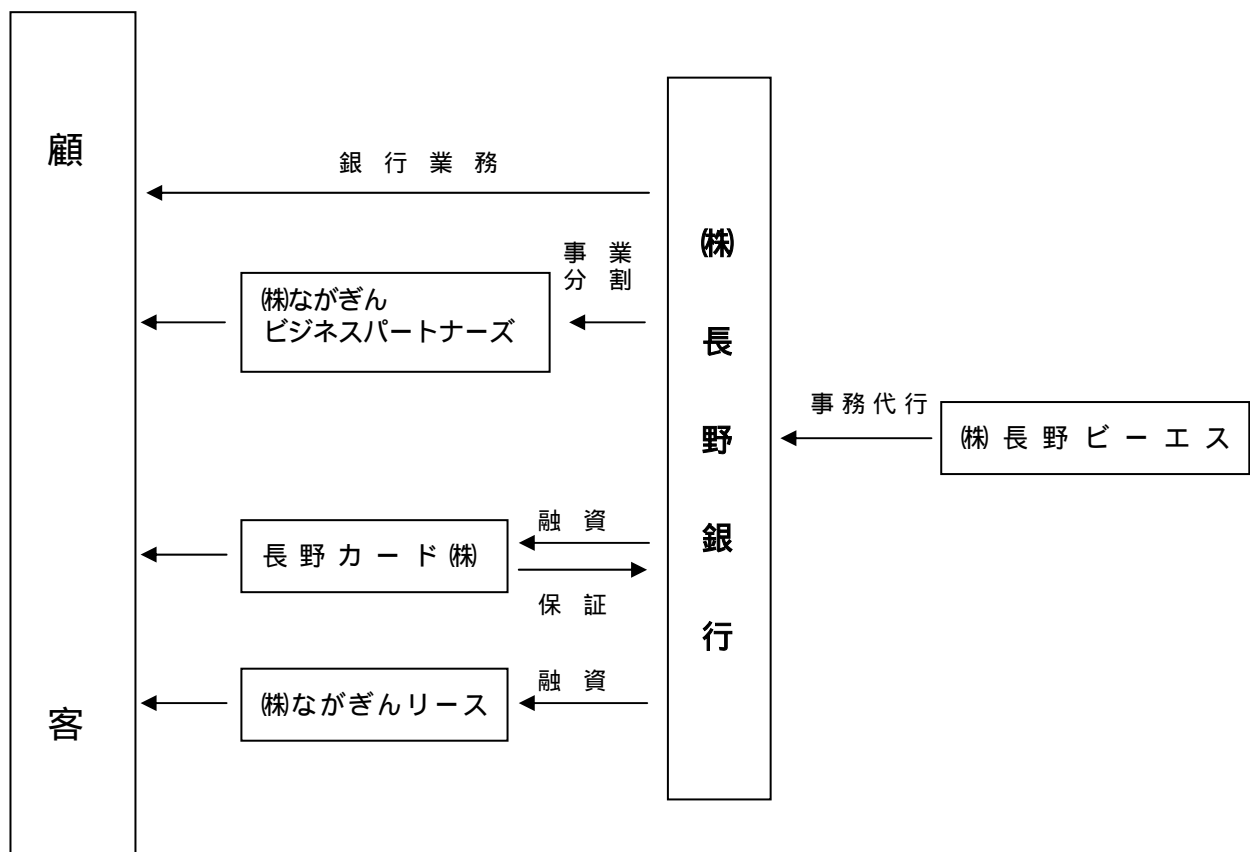 顧客
銀行業務
事業
分割
㈱ながぎん
ビジネスパートナーズ
㈱長野銀行
事務代行
㈱長野ビーエス
融資
長野カード㈱
保証
融資
㈱ながぎんリース